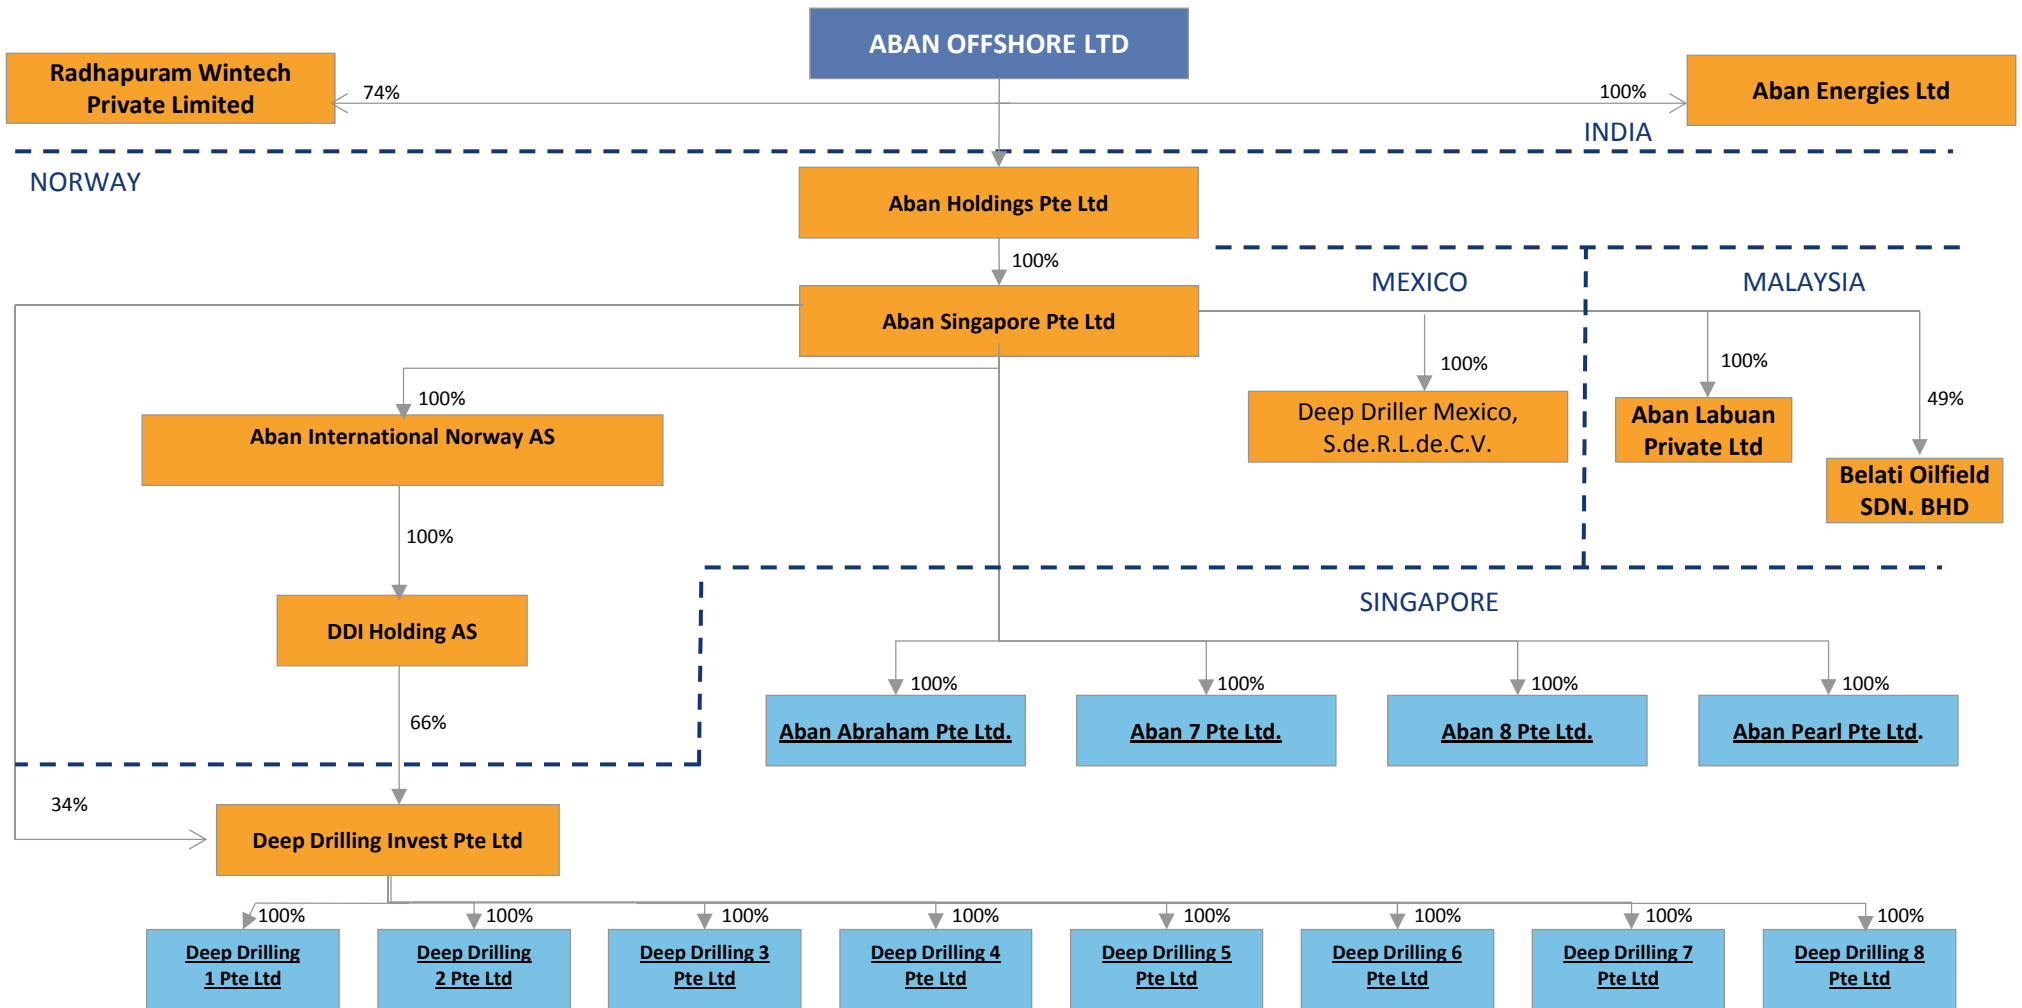 ABAN OFFSHORE LTD
Radhapuram Wintech
Private Limited
74%
100%
Aban Energies Ltd
INDIA
NORWAY
Aban Holdings Pte Ltd
100%
MEXICO
MALAYSIA
Aban Singapore Pte Ltd
100%
100%
100%
49%
Aban International Norway AS
Deep Driller Mexico,
S.de.R.L.de.C.V.
Aban Labuan
Private Ltd
Belati Oilfield
SDN. BHD
100%
SINGAPORE
DDI Holding AS
66%
100%
100%
100%
100%
Aban Abraham Pte Ltd.
Aban 7 Pte Ltd.
Aban 8 Pte Ltd.
Aban Pearl Pte Ltd.
34%
Deep Drilling Invest Pte Ltd
100%
100%
100%
100%
100%
100%
100%
100%
Deep Drilling
1 Pte Ltd
Deep Drilling
2 Pte Ltd
Deep Drilling 3
Pte Ltd
Deep Drilling 4
Pte Ltd
Deep Drilling 5
Pte Ltd
Deep Drilling 6
Pte Ltd
Deep Drilling 7
Pte Ltd
Deep Drilling 8
Pte Ltd